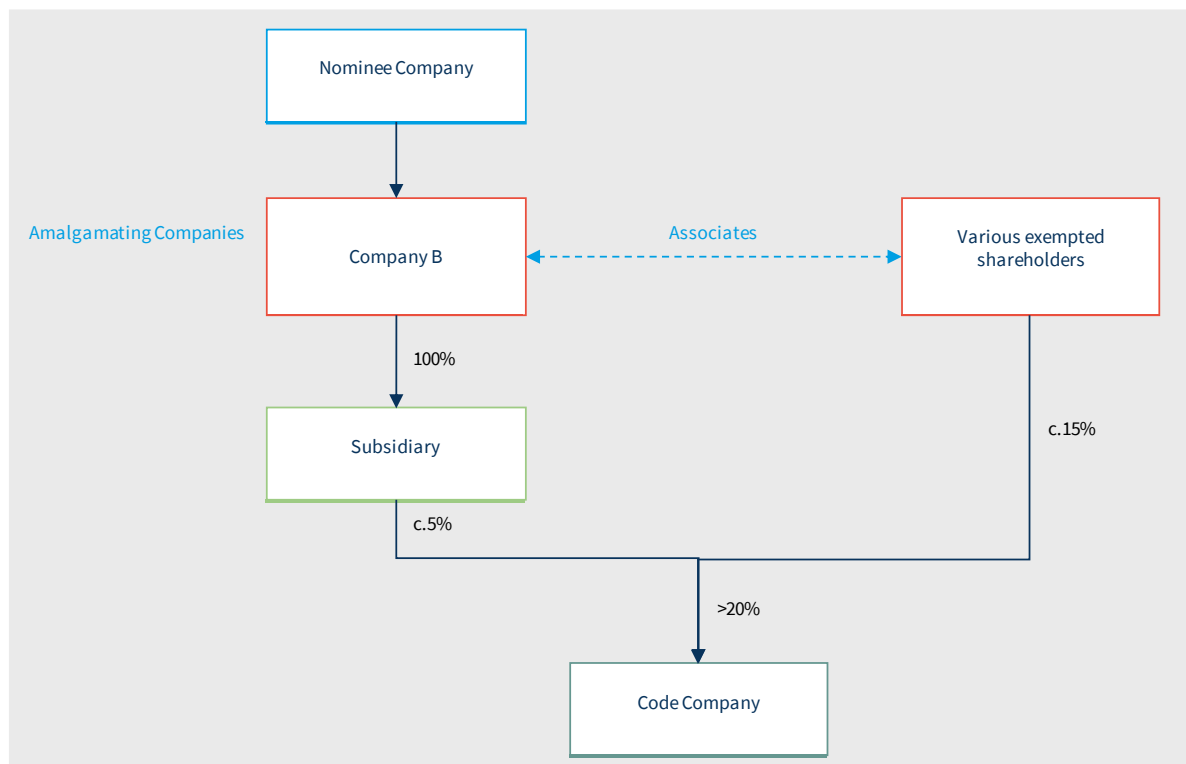 Nominee Company
Amalgamating Companies
Company B
Associates
Various exempted
shareholders
100%
Subsidiary
c.15%
c.5%
>20%
Code Company